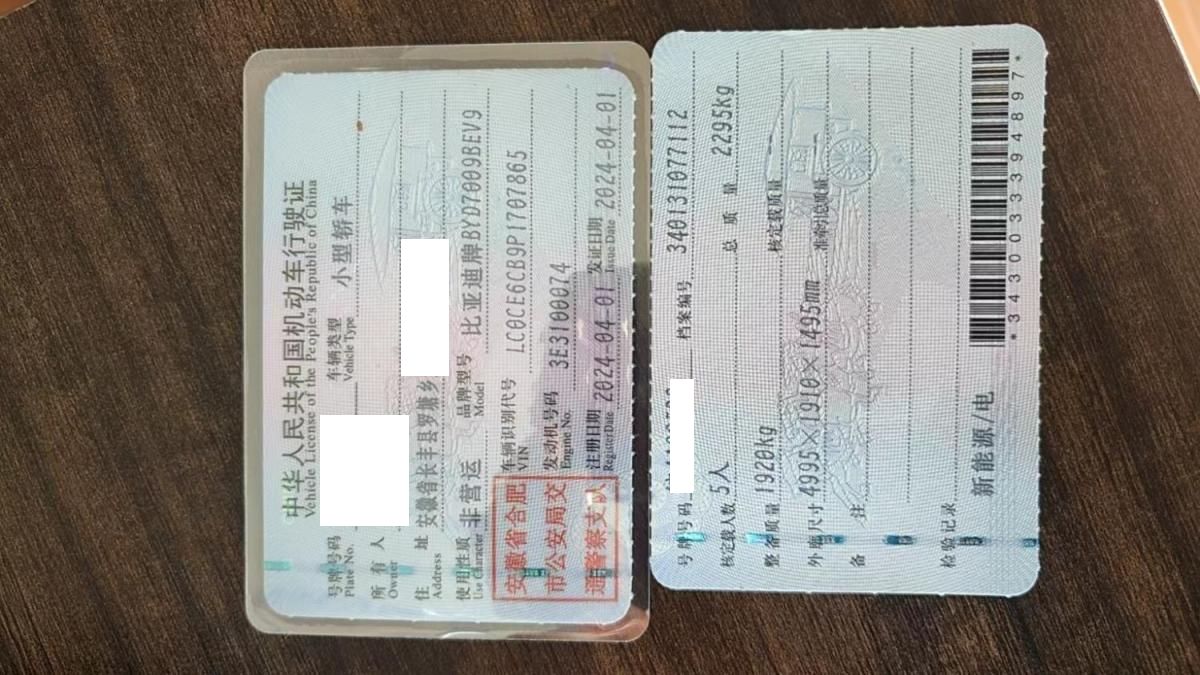 中华人民共和国机动车行驶证
Vehicle License of the People's Republic of China
号牌号码
Plate No.
车辆类型 小型轿车
Vehicle Type
所有人
Owner
住址 安徽省长丰县罗塘乡
Address
使用性质 非营运
Use Character
品牌型号 比亚迪牌BYD7009BEV9
Model
安徽省合肥
市公安局交
通警察支队
车辆识别代号 LC0CE6CB9P1707865
VIN
发动机号码 3E3100074
Engine No.
注册日期 2024-04-01
Register Date
发证日期 2024-04-01
Issue Date
号牌号码
档案编号 340131077112
核定载人数 5人
总质量 2295kg
整备质量 1920kg
核定载质量
外廓尺寸 4995×1910×1495mm
准牵引总质量
备注
检验记录
新能源/电
*3430033394897*